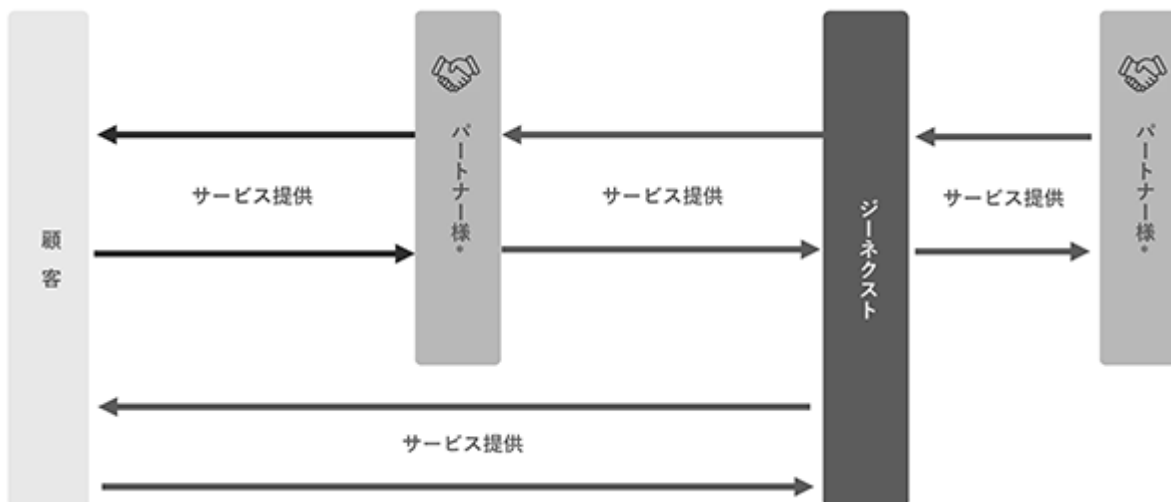 顧客
サービス提供
パートナー様*
サービス提供
ジーネクスト
サービス提供
パートナー様*
サービス提供